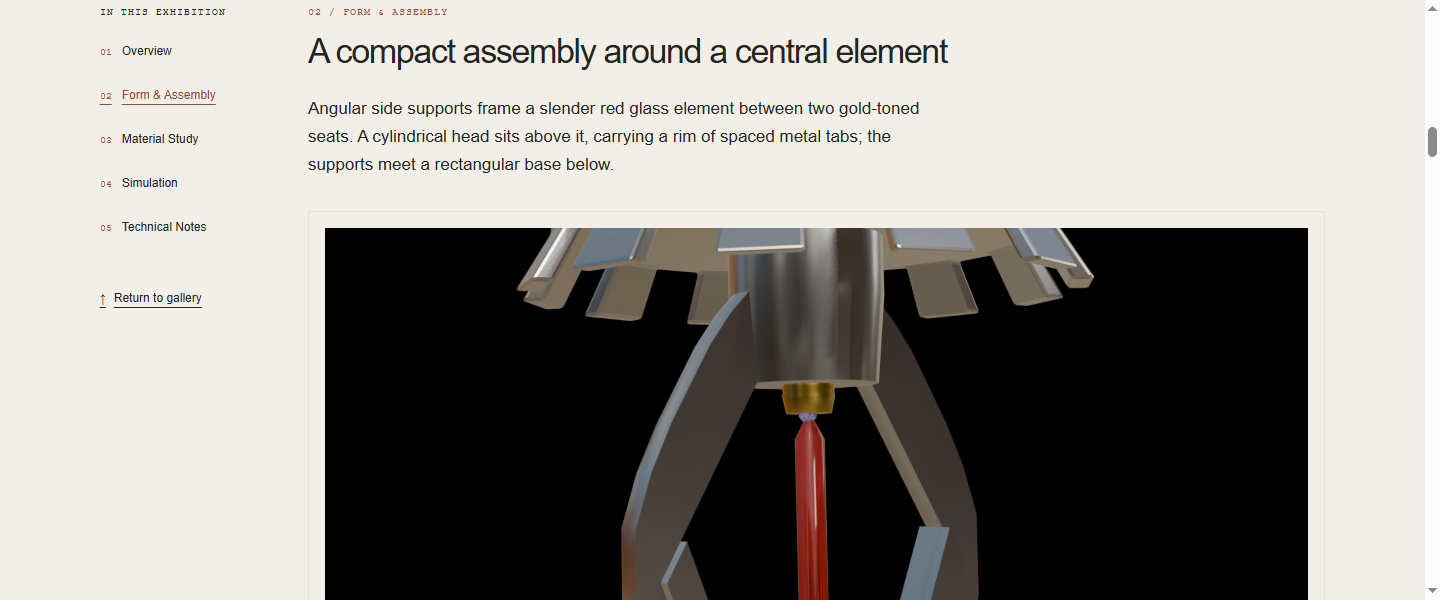 IN THIS EXHIBITION
01 Overview
02 Form & Assembly
03 Material Study
04 Simulation
05 Technical Notes
↑ Return to gallery
02 / FORM & ASSEMBLY
A compact assembly around a central element
Angular side supports frame a slender red glass element between two gold-toned
seats. A cylindrical head sits above it, carrying a rim of spaced metal tabs; the
supports meet a rectangular base below.